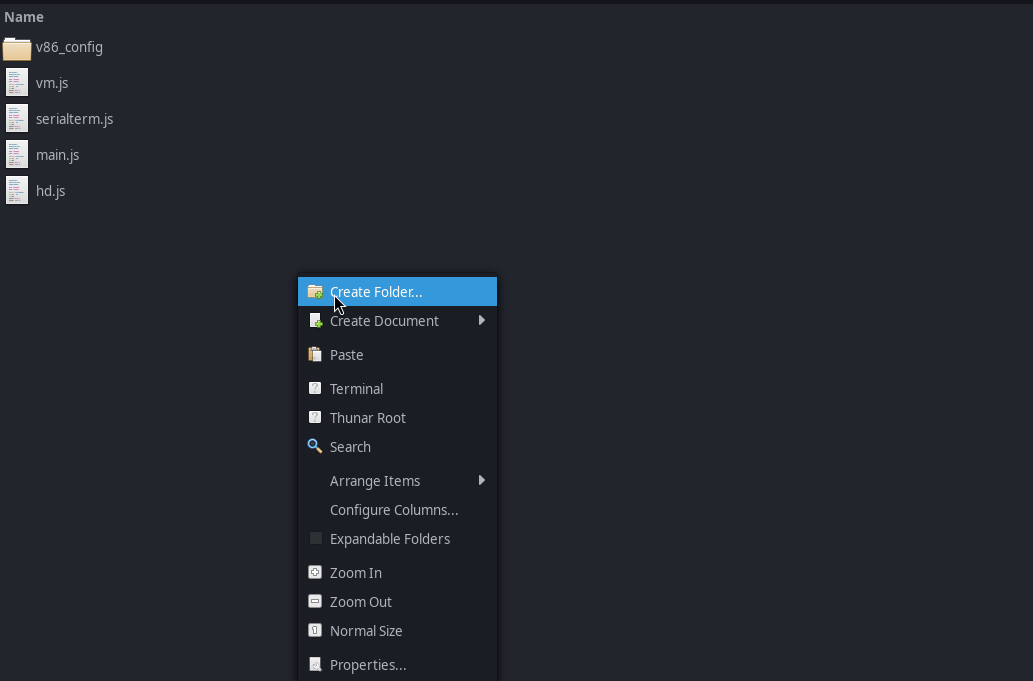 Name
v86_config
vm.js
serialterm.js
main.js
hd.js
Create Folder...
Create Document
Paste
Terminal
Thunar Root
Search
Arrange Items
Configure Columns...
Expandable Folders
Zoom In
Zoom Out
Normal Size
Properties...